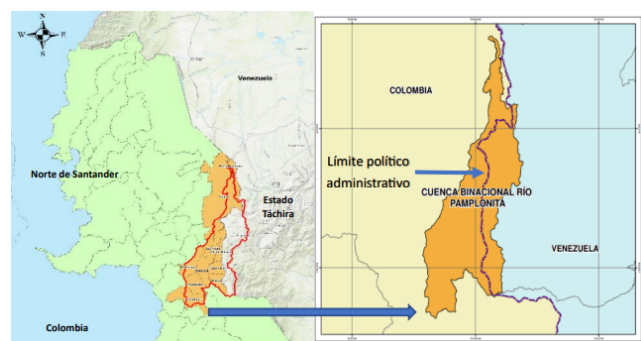 N
W
E
S
Venezuela
Norte de Santander
Estado
Táchira
Colombia
COLOMBIA
Límite político
administrativo
CUENCA BINACIONAL RÍO
PAMPLONITA
VENEZUELA